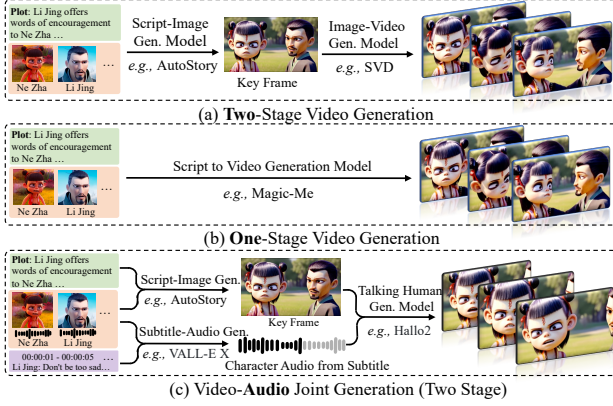 Plot: Li Jing offers
words of encouragement
to Ne Zha …
Ne Zha
Li Jing
…
Script-Image
Gen. Model
e.g., AutoStory
Key Frame
Image-Video
Gen. Model
e.g., SVD
(a) Two-Stage Video Generation
Plot: Li Jing offers
words of encouragement
to Ne Zha …
Ne Zha
Li Jing
…
Script to Video Generation Model
e.g., Magic-Me
(b) One-Stage Video Generation
Plot: Li Jing offers
words of encouragement
to Ne Zha …
Ne Zha
Li Jing
…
00:00:01 - 00:00:05 …
Li Jing: Don't be too sad…
Script-Image Gen.
e.g., AutoStory
Subtitle-Audio Gen.
e.g., VALL-E X
Key Frame
Character Audio from Subtitle
Talking Human
Gen. Model
e.g., Hallo2
(c) Video-Audio Joint Generation (Two Stage)